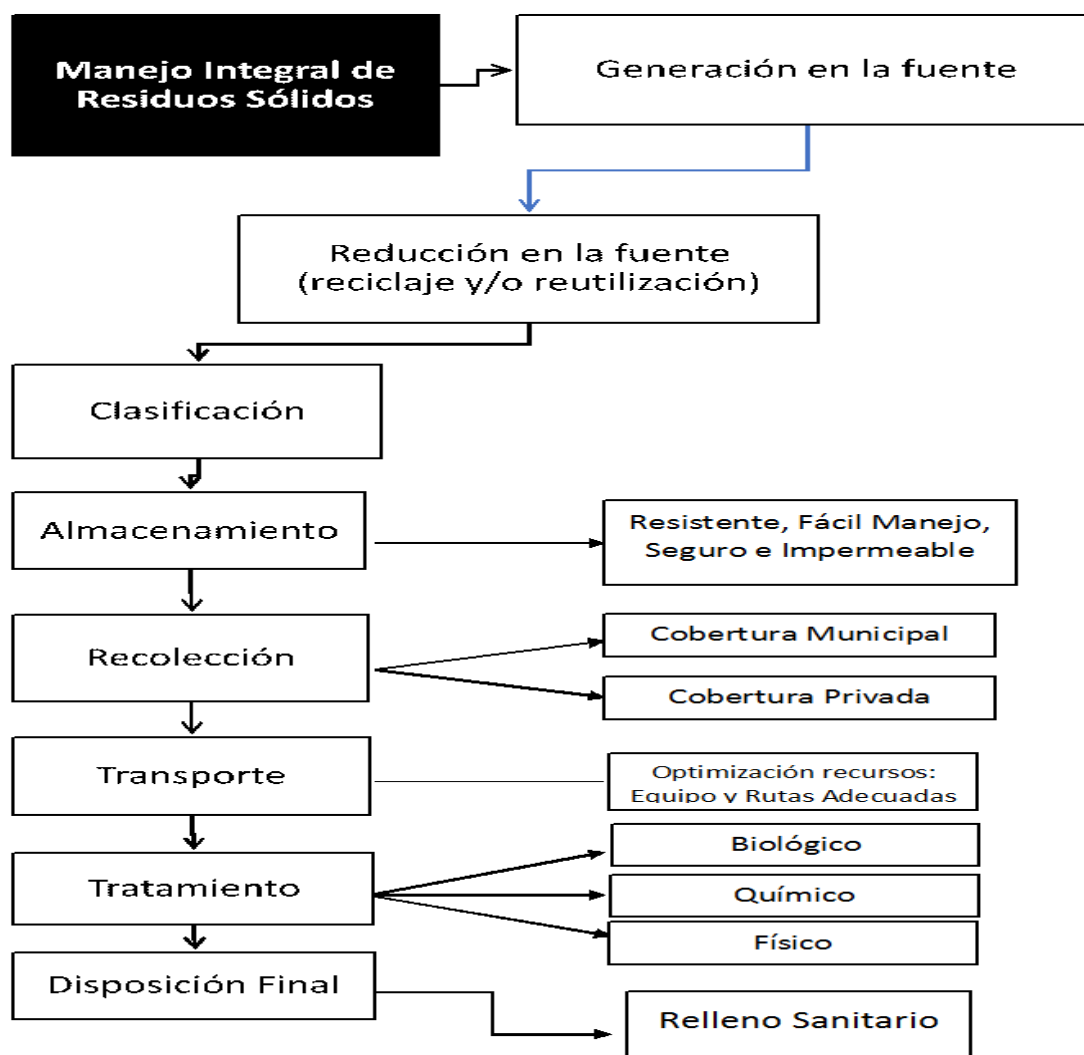 Manejo Integral de
Residuos Sólidos
Generación en la fuente
Reducción en la fuente
(reciclaje y/o reutilización)
Clasificación
Almacenamiento
Resistente, Fácil Manejo,
Seguro e Impermeable
Recolección
Cobertura Municipal
Cobertura Privada
Transporte
Optimización recursos:
Equipo y Rutas Adecuadas
Tratamiento
Biológico
Químico
Físico
Disposición Final
Relleno Sanitario